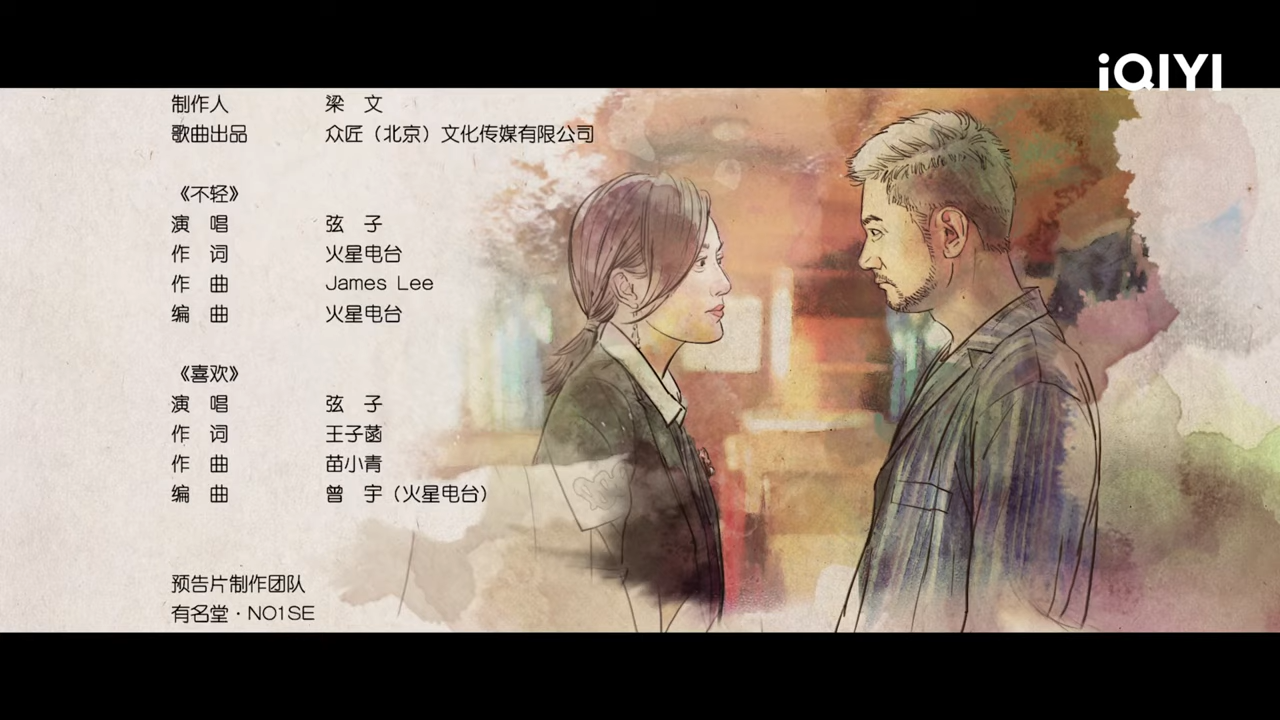 iQIYI
制作人 梁 文
歌曲出品 众匠（北京）文化传媒有限公司
《不轻》
演 唱 弦 子
作 词 火星电台
作 曲 James Lee
编 曲 火星电台
《喜欢》
演 唱 弦 子
作 词 王子菡
作 曲 苗小青
编 曲 曾 宇（火星电台）
预告片制作团队
有名堂·NO1SE